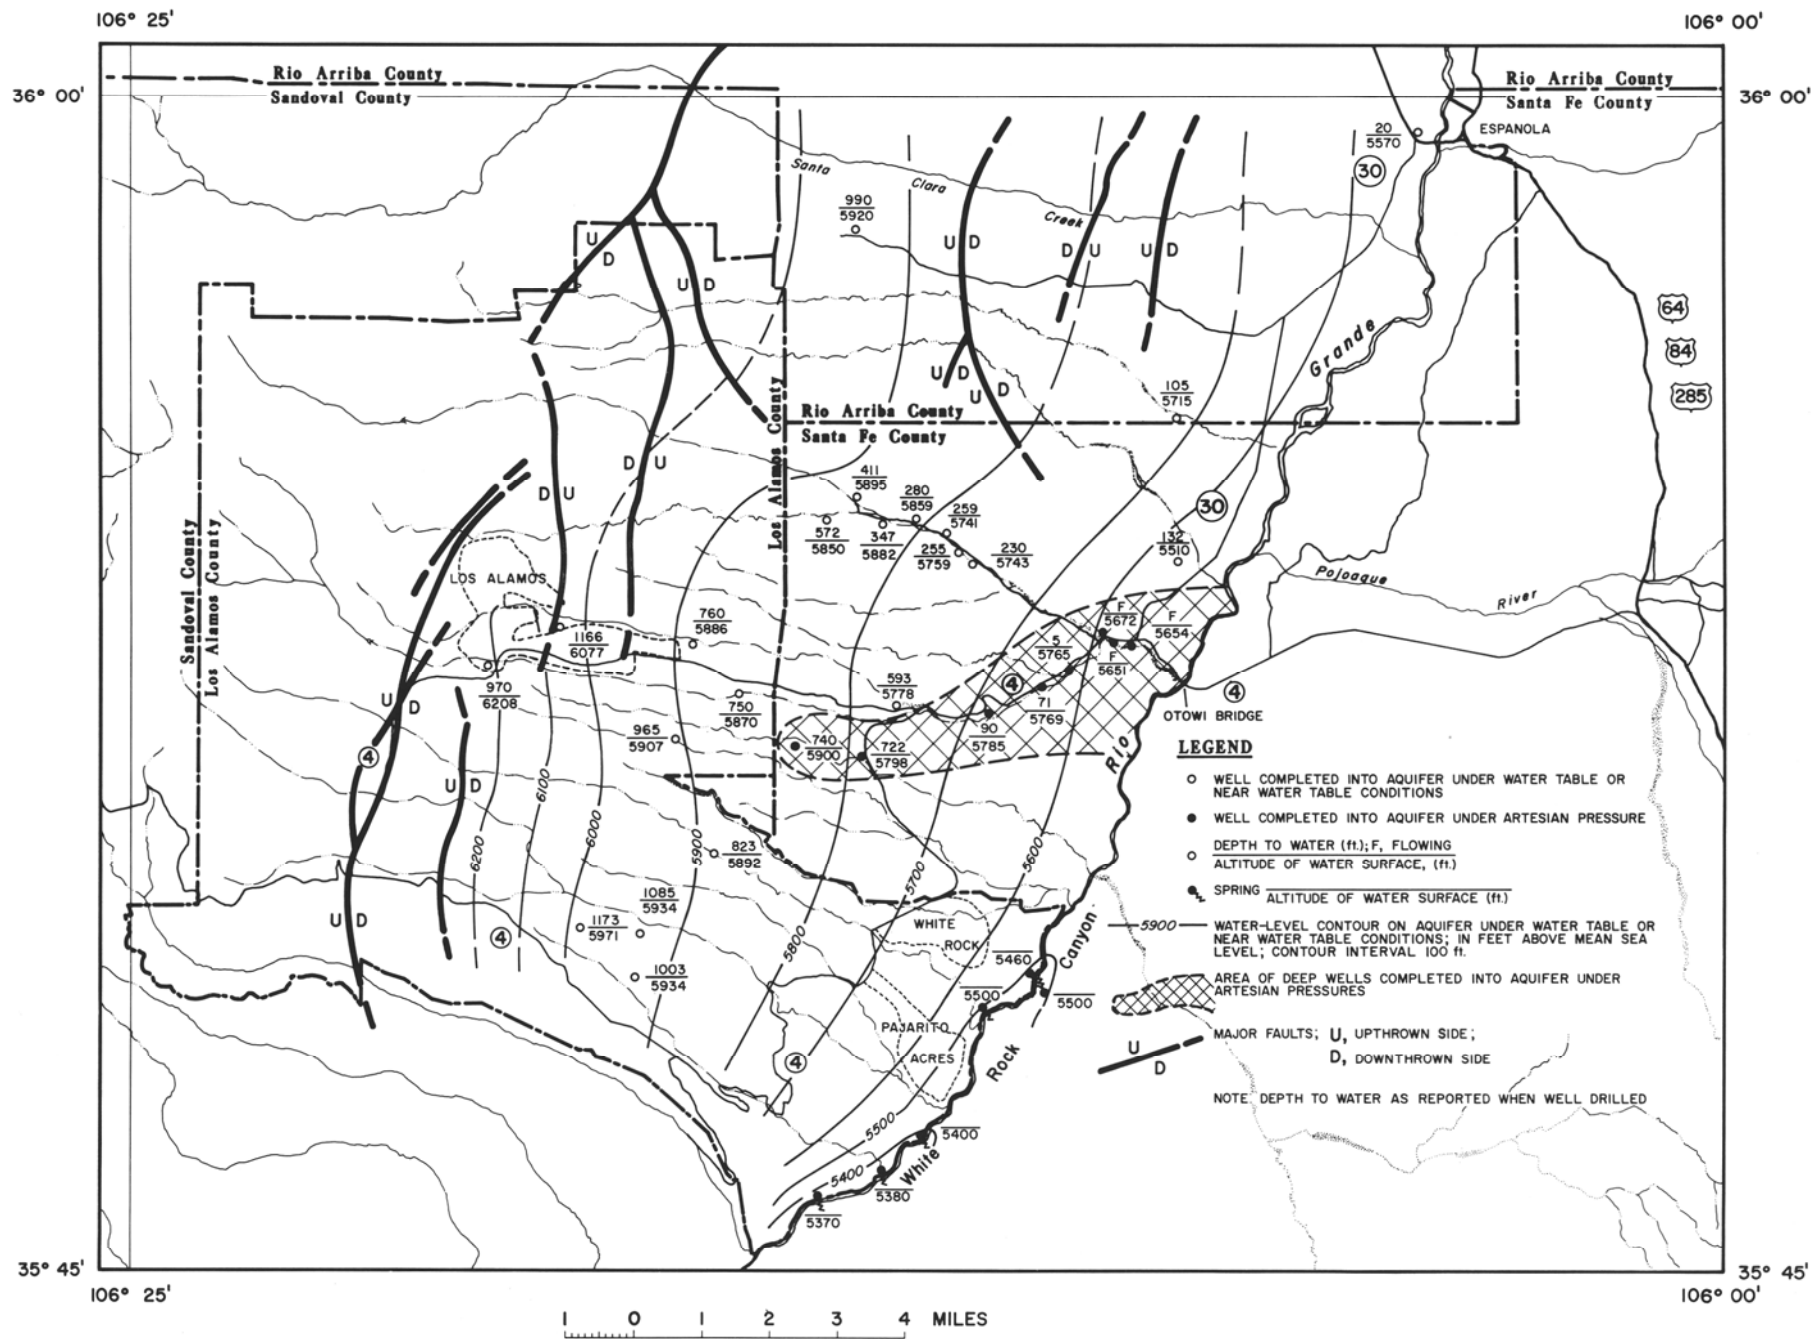 106° 25'
106° 00'
36° 00'
36° 00'
Rio Arriba County
Sandoval County
Rio Arriba County
Santa Fe County
ESPANOLA
20
5570
30
Santa
Clara
Creek
990
5920
U
D
U D
U D
D U
U D
64
84
285
Rio Grande
U D
U D
105
5715
Rio Arriba County
Santa Fe County
Los Alamos County
D U
D U
411
5895
280
5859
259
5741
572
5850
347
5882
255
5759
230
5743
30
132
5510
Sandoval County
Los Alamos County
LOS ALAMOS
Pojoaque
River
1166
6077
760
5886
F
5672
F
5654
5
5765
F
5651
4
4
OTOWI BRIDGE
970
6208
U D
750
5870
593
5778
71
5769
90
5785
965
5907
740
5900
722
5798
4
U D
6200
6100
6000
5900
5800
5700
5600
5500
5400
823
5892
1085
5934
1173
5971
1003
5934
U D
4
WHITE
ROCK
5460
5500
5500
PAJARITO
ACRES
4
White Rock Canyon
5400
5380
5370
LEGEND
WELL COMPLETED INTO AQUIFER UNDER WATER TABLE OR
NEAR WATER TABLE CONDITIONS
WELL COMPLETED INTO AQUIFER UNDER ARTESIAN PRESSURE
DEPTH TO WATER (ft.); F, FLOWING
ALTITUDE OF WATER SURFACE, (ft.)
SPRING
ALTITUDE OF WATER SURFACE (ft.)
5900 WATER-LEVEL CONTOUR ON AQUIFER UNDER WATER TABLE OR
NEAR WATER TABLE CONDITIONS; IN FEET ABOVE MEAN SEA
LEVEL; CONTOUR INTERVAL 100 ft.
AREA OF DEEP WELLS COMPLETED INTO AQUIFER UNDER
ARTESIAN PRESSURES
U
D
MAJOR FAULTS; U, UPTHROWN SIDE;
D, DOWNTHROWN SIDE
NOTE: DEPTH TO WATER AS REPORTED WHEN WELL DRILLED
35° 45'
35° 45'
106° 25'
106° 00'
1 0 1 2 3 4 MILES